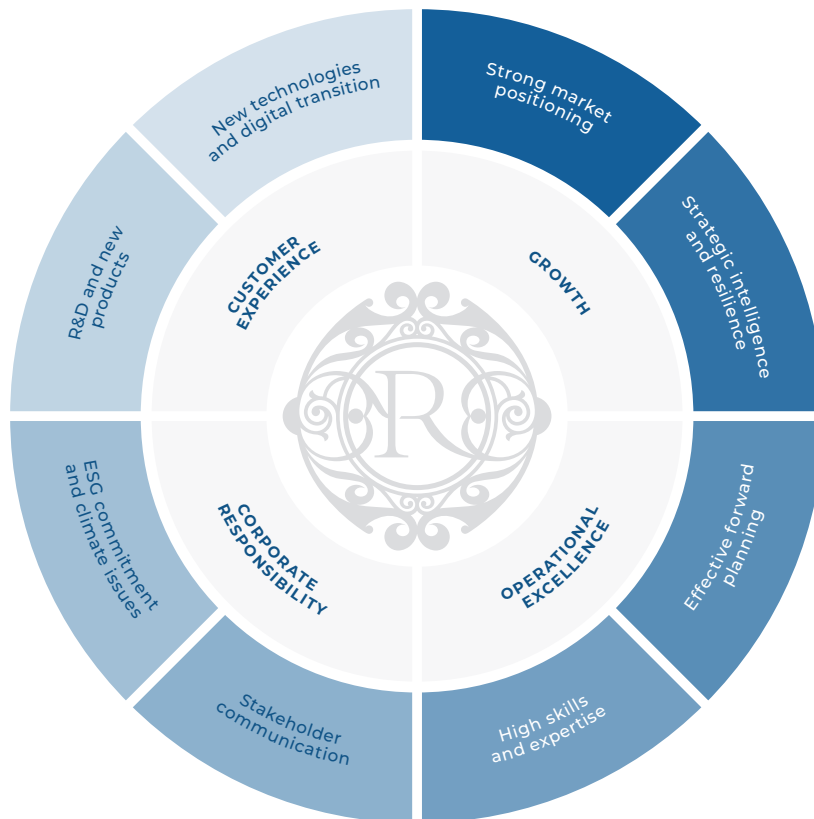 New technologies
and digital transition
Strong market
positioning
Strategic intelligence
and resilience
Effective forward
planning
High skills
and expertise
Stakeholder
communication
ESG commitment
and climate issues
R&D and new
products
CUSTOMER
EXPERIENCE
GROWTH
OPERATIONAL
EXCELLENCE
CORPORATE
RESPONSIBILITY
R